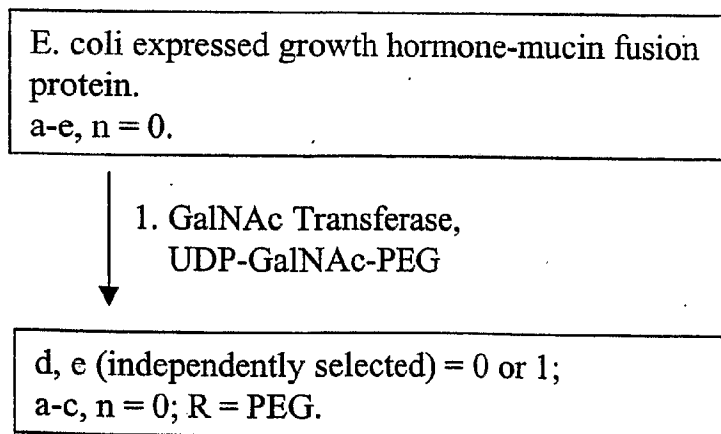 E. coli expressed growth hormone-mucin fusion
protein.
a-e, n = 0.
1. GalNAc Transferase,
UDP-GalNAc-PEG
d, e (independently selected) = 0 or 1;
a-c, n = 0; R = PEG.